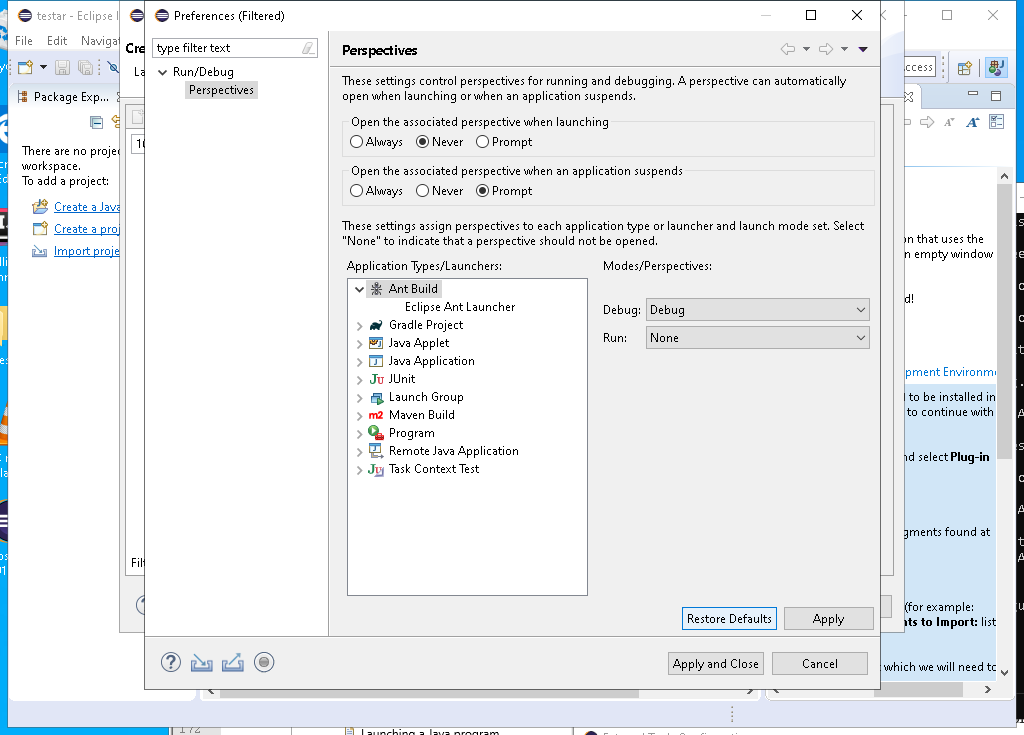 testar - Eclipse I
Preferences (Filtered)
File Edit Navigat
Cre
La
type filter text
Run/Debug
Perspectives
Perspectives
These settings control perspectives for running and debugging. A perspective can automatically
open when launching or when an application suspends.
Open the associated perspective when launching
Always Never Prompt
Open the associated perspective when an application suspends
Always Never Prompt
These settings assign perspectives to each application type or launcher and launch mode set. Select
"None" to indicate that a perspective should not be opened.
Application Types/Launchers:
Modes/Perspectives:
Ant Build
Eclipse Ant Launcher
Gradle Project
Java Applet
Java Application
JUnit
Launch Group
Maven Build
Program
Remote Java Application
Task Context Test
Debug: Debug
Run: None
Restore Defaults
Apply
Apply and Close
Cancel
Package Exp...
There are no projec
workspace.
To add a project:
Create a Java
Create a proj
Import proje
Filt
ccess
on that uses the
n empty window
d!
pment Environme
l to be installed in
to continue with
nd select Plug-in
gments found at
(for example:
nts to Import: list
which we will need to
172
Launching a Java program